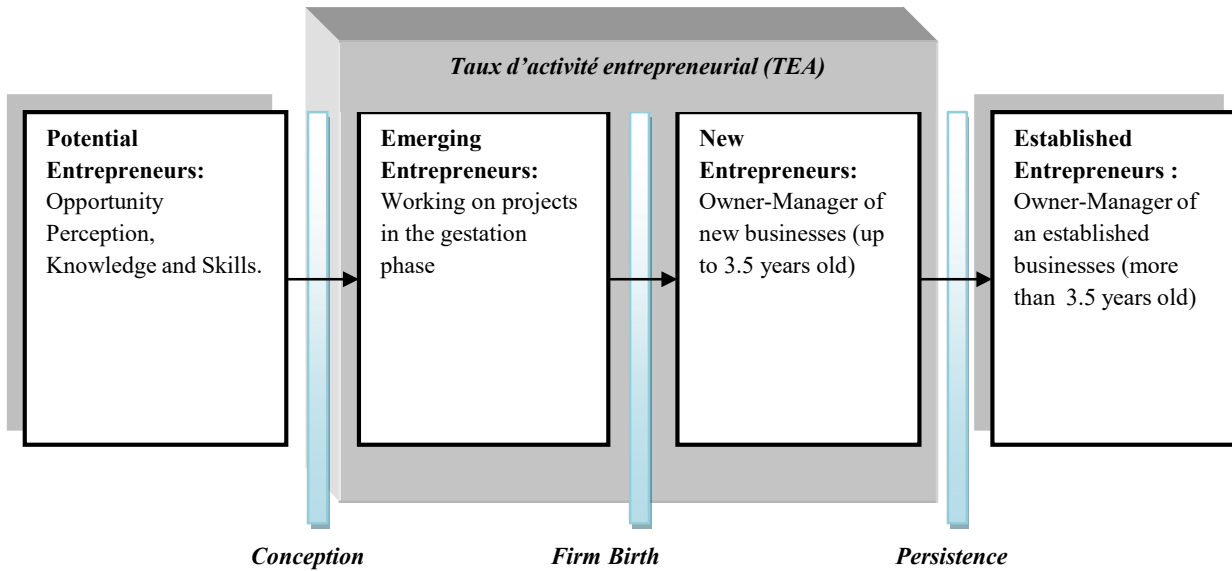 Taux d’activité entrepreneurial (TEA)
Potential
Entrepreneurs:
Opportunity
Perception,
Knowledge and Skills.
Emerging
Entrepreneurs:
Working on projects
in the gestation
phase
New
Entrepreneurs:
Owner-Manager of
new businesses (up
to 3.5 years old)
Established
Entrepreneurs :
Owner-Manager of
an established
businesses (more
than 3.5 years old)
Conception
Firm Birth
Persistence